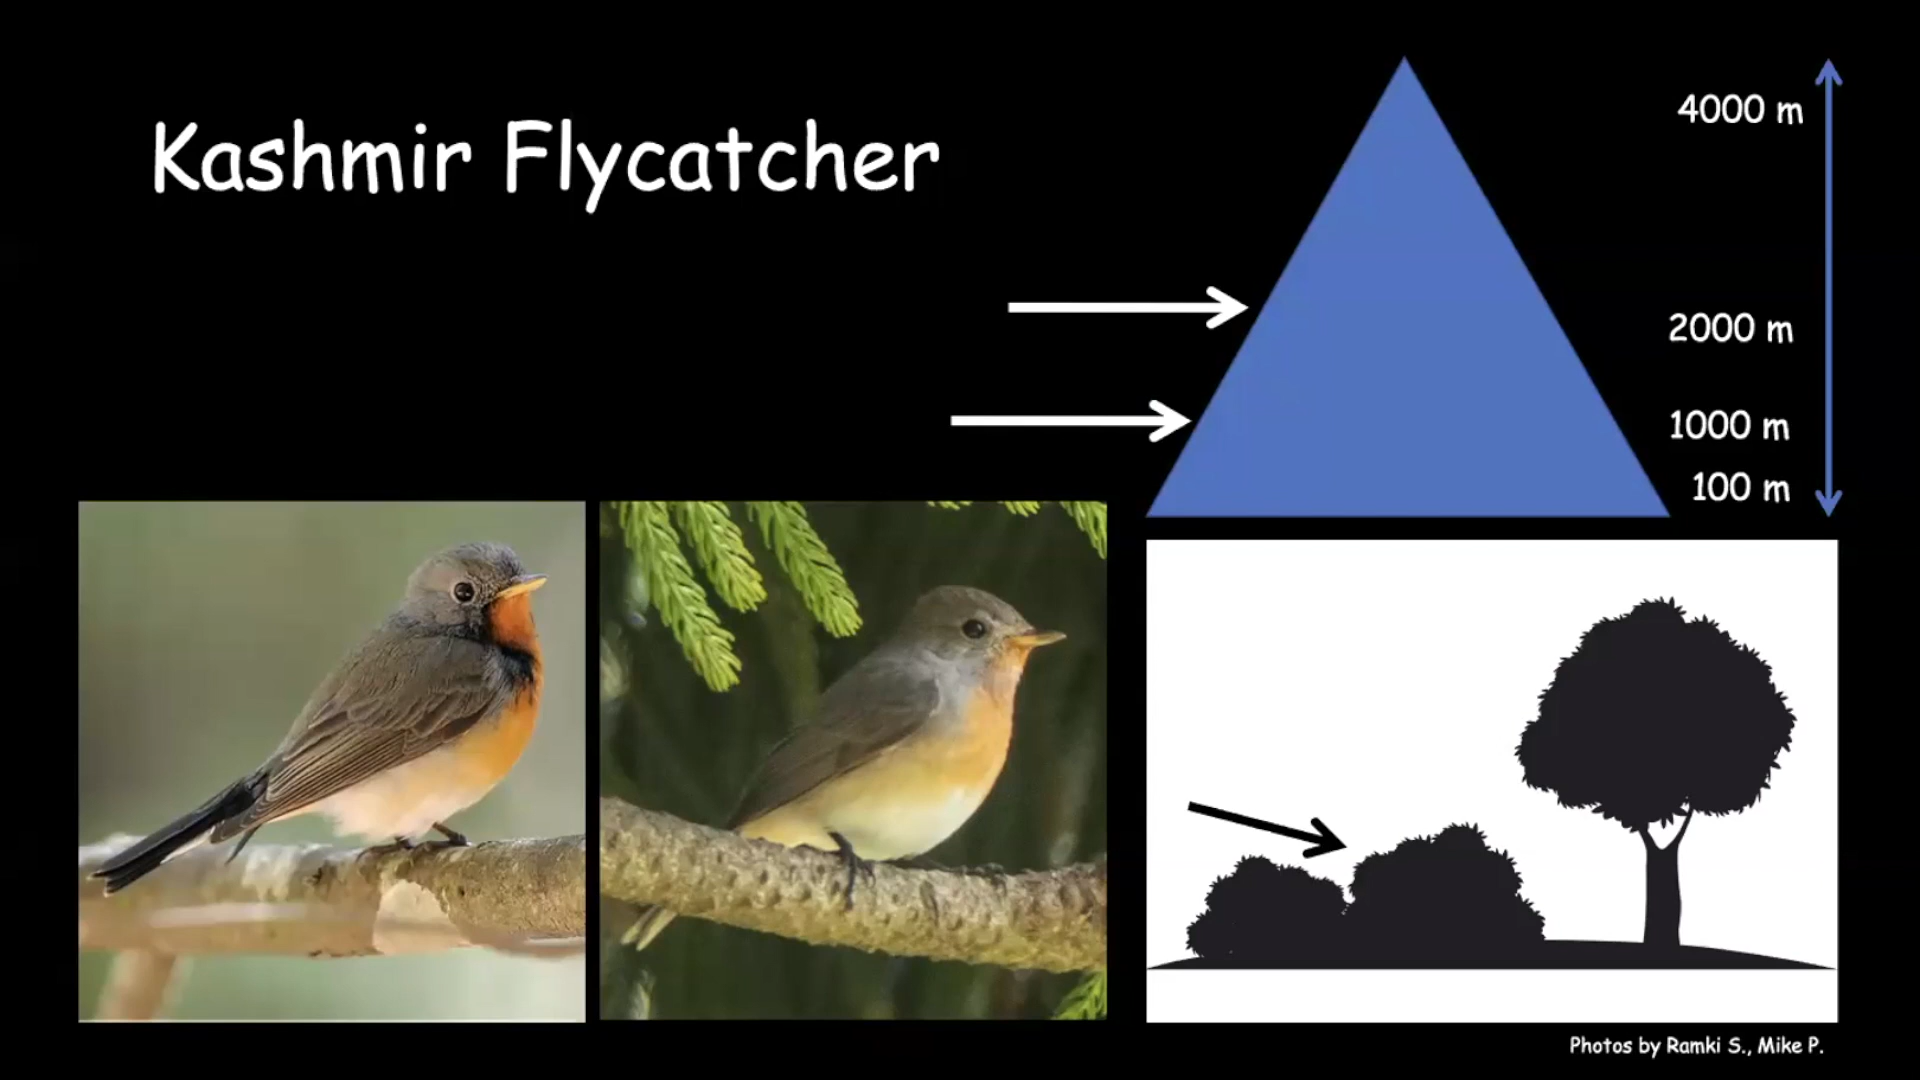 Kashmir Flycatcher
4000 m
2000 m
1000 m
100 m
Photos by Ramki S., Mike P.